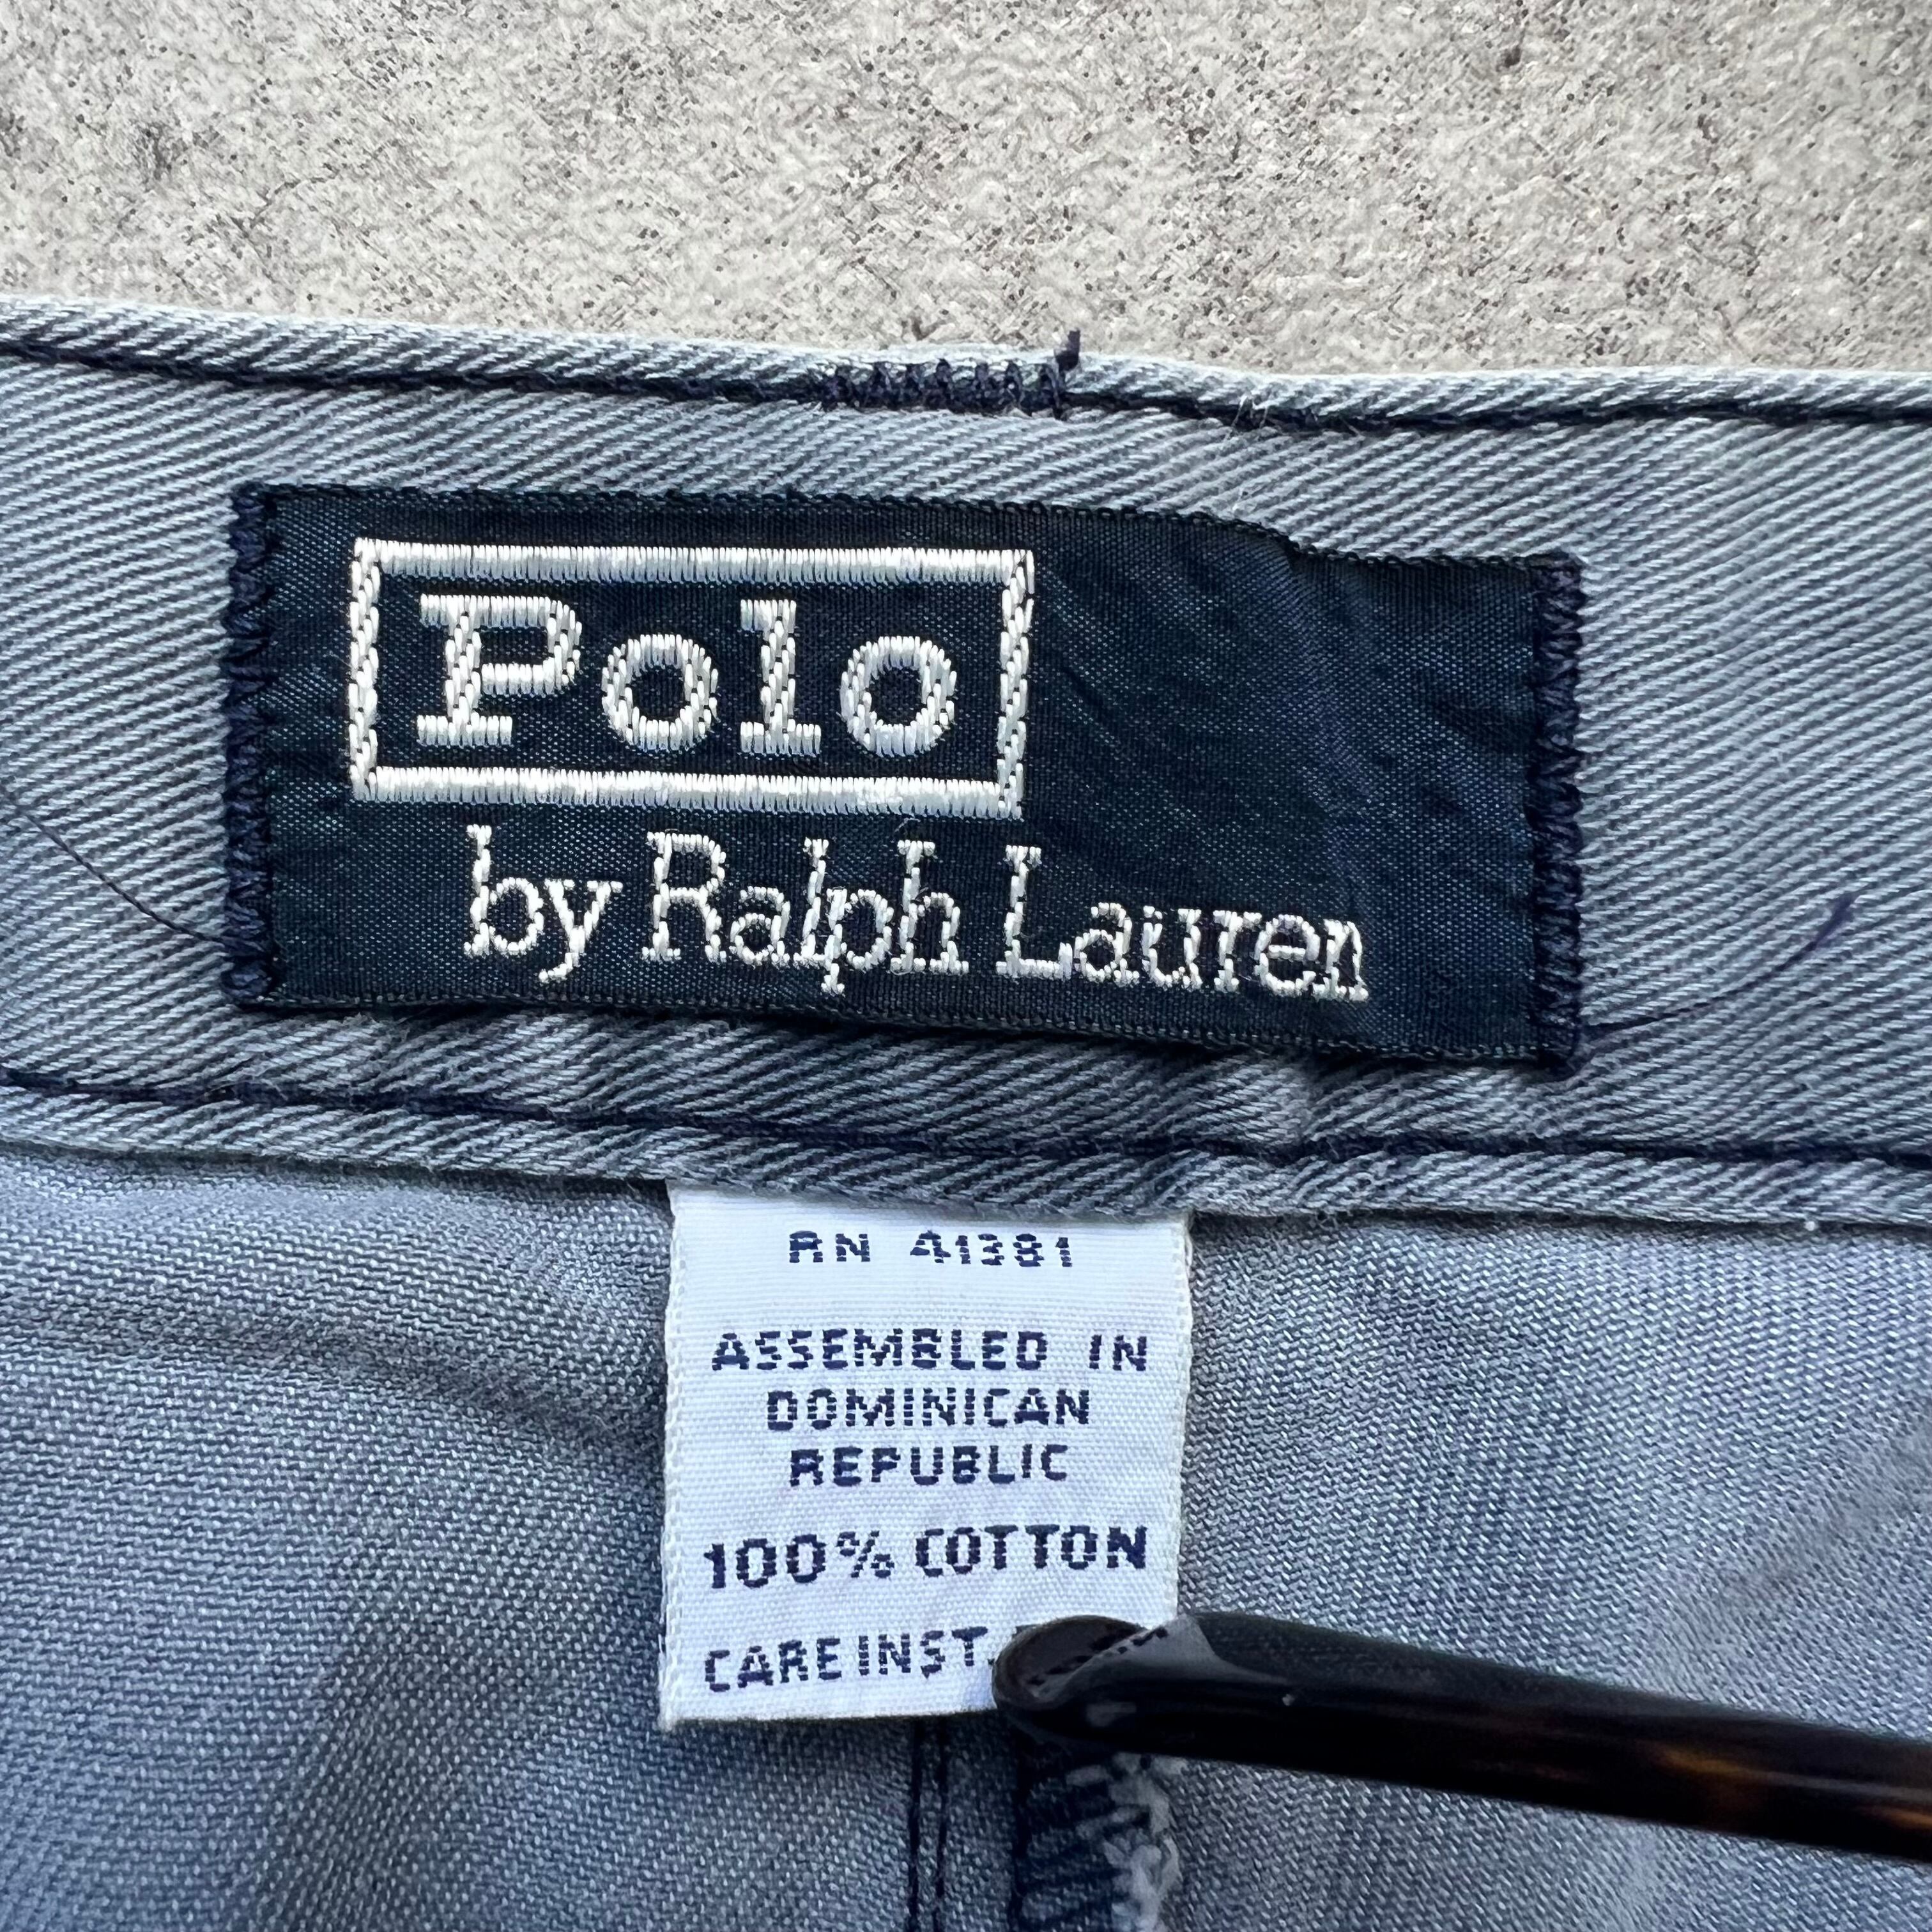 Polo
by Ralph Lauren
RN 41381
ASSEMBLED IN
DOMINICAN
REPUBLIC
100% COTTON
CARE INST.